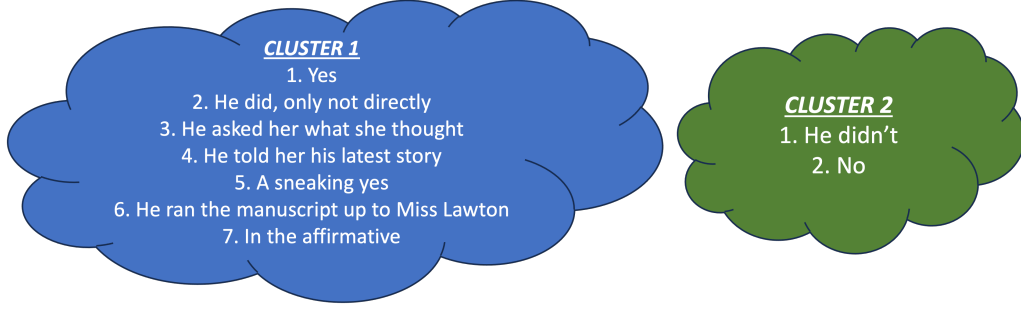 CLUSTER 1
1. Yes
2. He did, only not directly
3. He asked her what she thought
4. He told her his latest story
5. A sneaking yes
6. He ran the manuscript up to Miss Lawton
7. In the affirmative
CLUSTER 2
1. He didn’t
2. No